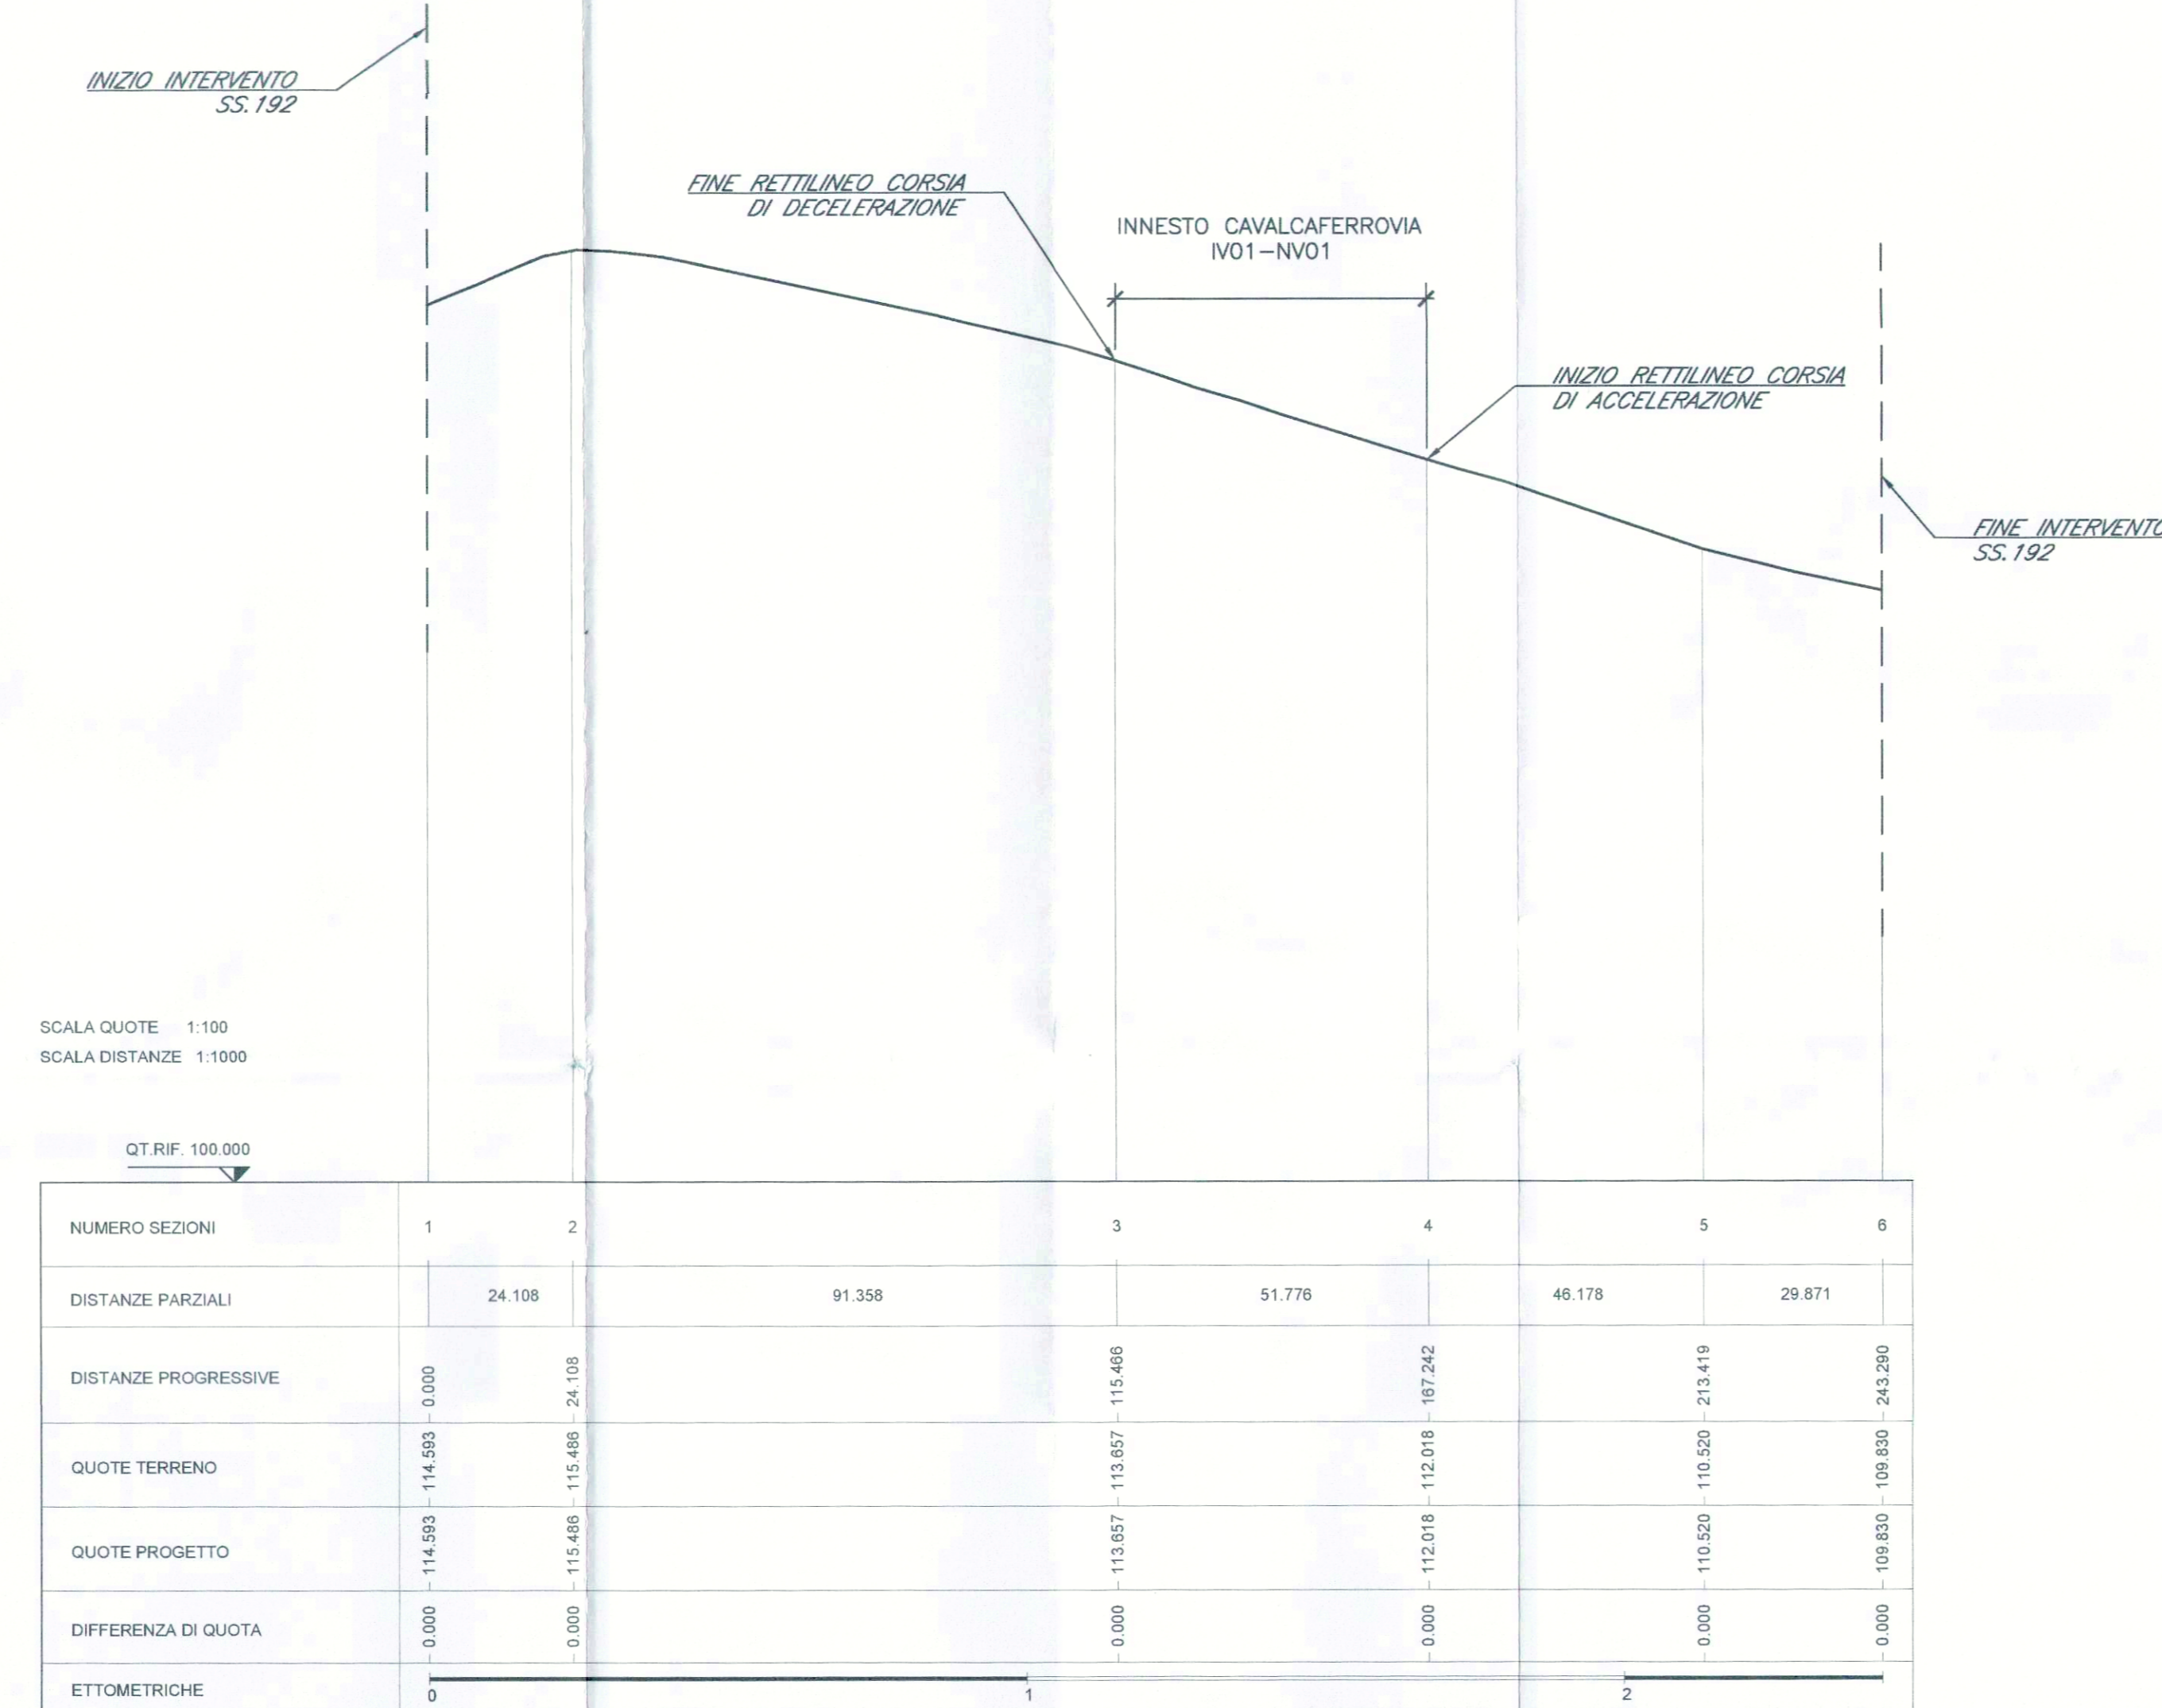 INIZIO INTERVENTO
SS.192
FINE RETTILINEO CORSIA
DI DECELERAZIONE
INNESTO CAVALCAFERROVIA
IV01-NV01
INIZIO RETTILINEO CORSIA
DI ACCELERAZIONE
FINE INTERVENTO
SS.192
SCALA QUOTE 1:100
SCALA DISTANZE 1:1000
QT.RIF. 100.000
NUMERO SEZIONI 1 2 3 4 5 6
DISTANZE PARZIALI 24.108 91.358 51.776 46.178 29.871
DISTANZE PROGRESSIVE 0.000 24.108 115.466 167.242 213.419 243.290
QUOTE TERRENO 114.593 115.486 113.657 112.018 110.520 109.830
QUOTE PROGETTO 114.593 115.486 113.657 112.018 110.520 109.830
DIFFERENZA DI QUOTA 0.000 0.000 0.000 0.000 0.000 0.000
ETTOMETRICHE 0 1 2